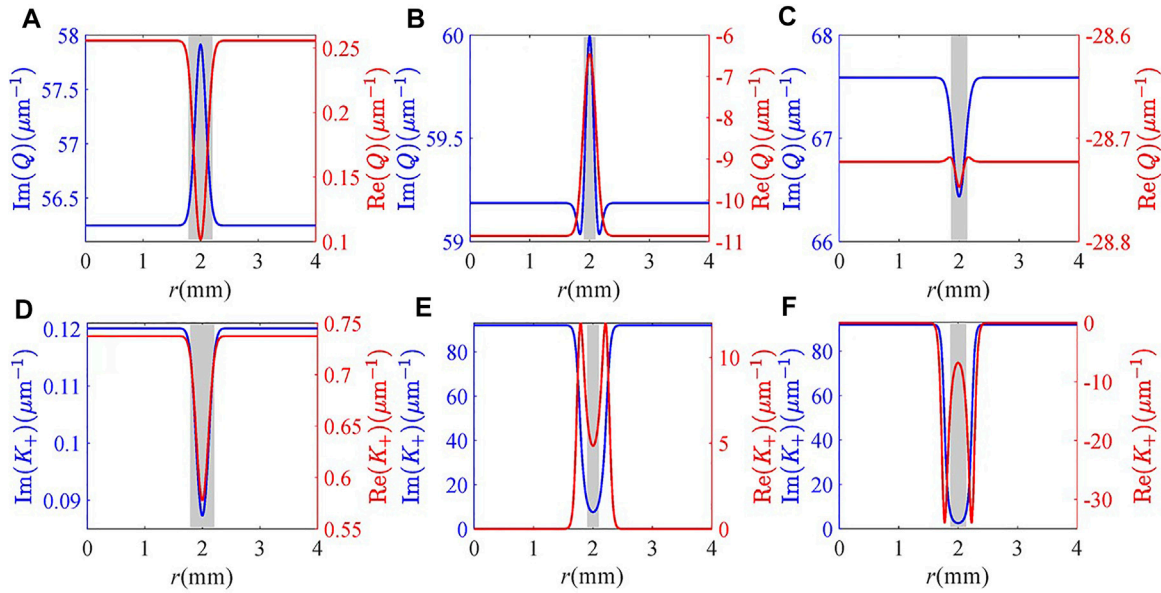 A
B
C
58
57.5
57
56.5
Im(Q)(μm⁻¹)
0.25
0.2
0.15
0.1
Re(Q)(μm⁻¹)
0 1 2 3 4
r(mm)
60
59.5
59
Im(Q)(μm⁻¹)
-6
-7
-8
-9
-10
-11
Re(Q)(μm⁻¹)
0 1 2 3 4
r(mm)
68
67
66
Im(Q)(μm⁻¹)
-28.6
-28.7
-28.8
Re(Q)(μm⁻¹)
0 1 2 3 4
r(mm)
D
E
F
0.12
0.11
0.1
0.09
Im(K₊)(μm⁻¹)
0.75
0.7
0.65
0.6
0.55
Re(K₊)(μm⁻¹)
0 1 2 3 4
r(mm)
80
60
40
20
0
Im(K₊)(μm⁻¹)
10
5
0
Re(K₊)(μm⁻¹)
0 1 2 3 4
r(mm)
80
60
40
20
0
Im(K₊)(μm⁻¹)
0
-10
-20
-30
Re(K₊)(μm⁻¹)
0 1 2 3 4
r(mm)